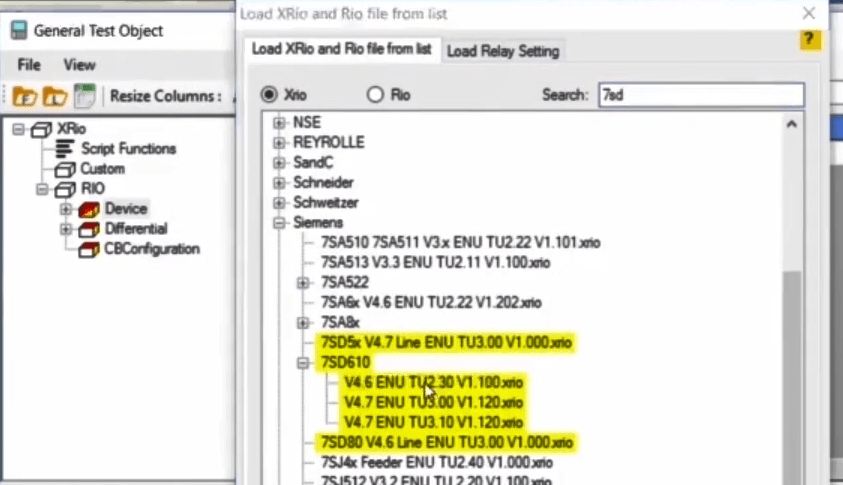 General Test Object
File View
Resize Columns :
XRio
Script Functions
Custom
RIO
Device
Differential
CBConfiguration
Load XRio and Rio file from list
?
Load XRio and Rio file from list Load Relay Setting
Xrio Rio Search: 7sd
NSE
REYROLLE
SandC
Schneider
Schweitzer
Siemens
7SA510 7SA511 V3.x ENU TU2.22 V1.101.xrio
7SA513 V3.3 ENU TU2.11 V1.100.xrio
7SA522
7SA6x V4.6 ENU TU2.22 V1.202.xrio
7SA8x
7SD5x V4.7 Line ENU TU3.00 V1.000.xrio
7SD610
V4.6 ENU TU2.30 V1.100.xrio
V4.7 ENU TU3.00 V1.120.xrio
V4.7 ENU TU3.10 V1.120.xrio
7SD80 V4.6 Line ENU TU3.00 V1.000.xrio
7SJ4x Feeder ENU TU2.40 V1.000.xrio
7SJ512 V3.2 ENU TU2.20 V1.100.xrio